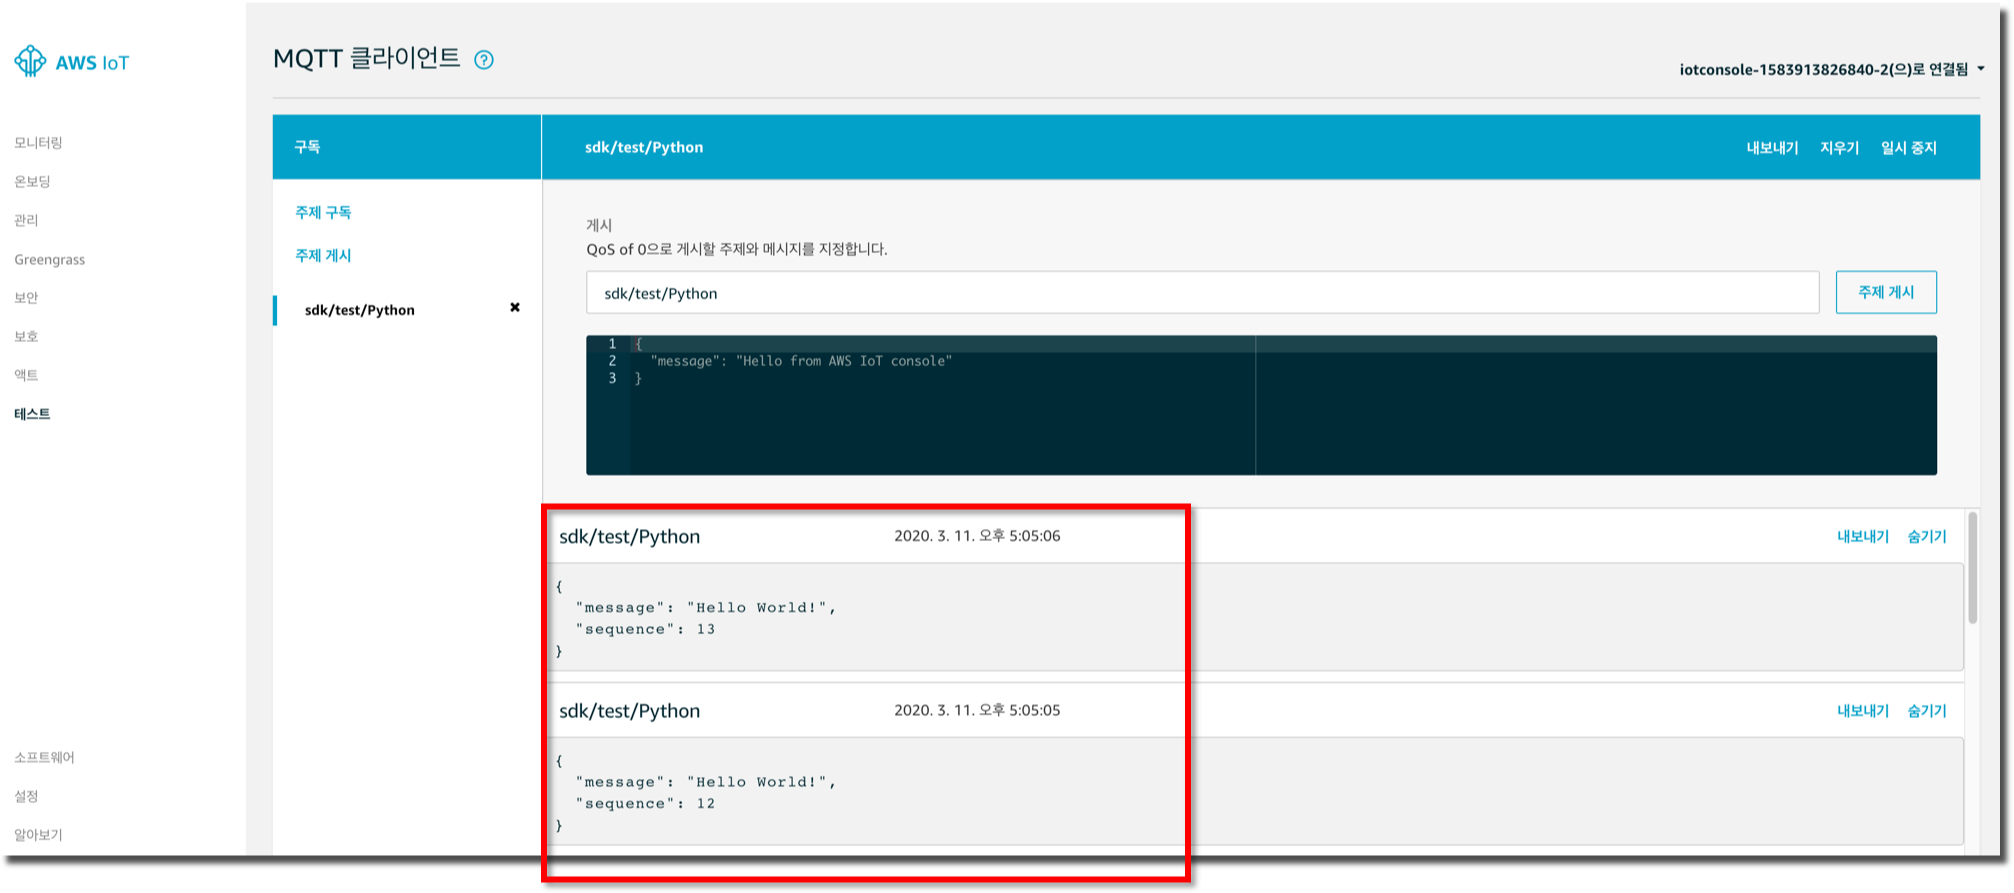 AWS IoT
모니터링
온보딩
관리
Greengrass
보안
보호
액트
테스트
소프트웨어
설정
알아보기
MQTT 클라이언트 ?
iotconsole-1583913826840-2(으)로 연결됨
구독
주제 구독
주제 게시
sdk/test/Python
sdk/test/Python
내보내기 지우기 일시 중지
게시
QoS of 0으로 게시할 주제와 메시지를 지정합니다.
sdk/test/Python
주제 게시
1 {
2 "message": "Hello from AWS IoT console"
3 }
sdk/test/Python 2020. 3. 11. 오후 5:05:06 내보내기 숨기기
{
"message": "Hello World!",
"sequence": 13
}
sdk/test/Python 2020. 3. 11. 오후 5:05:05 내보내기 숨기기
{
"message": "Hello World!",
"sequence": 12
}